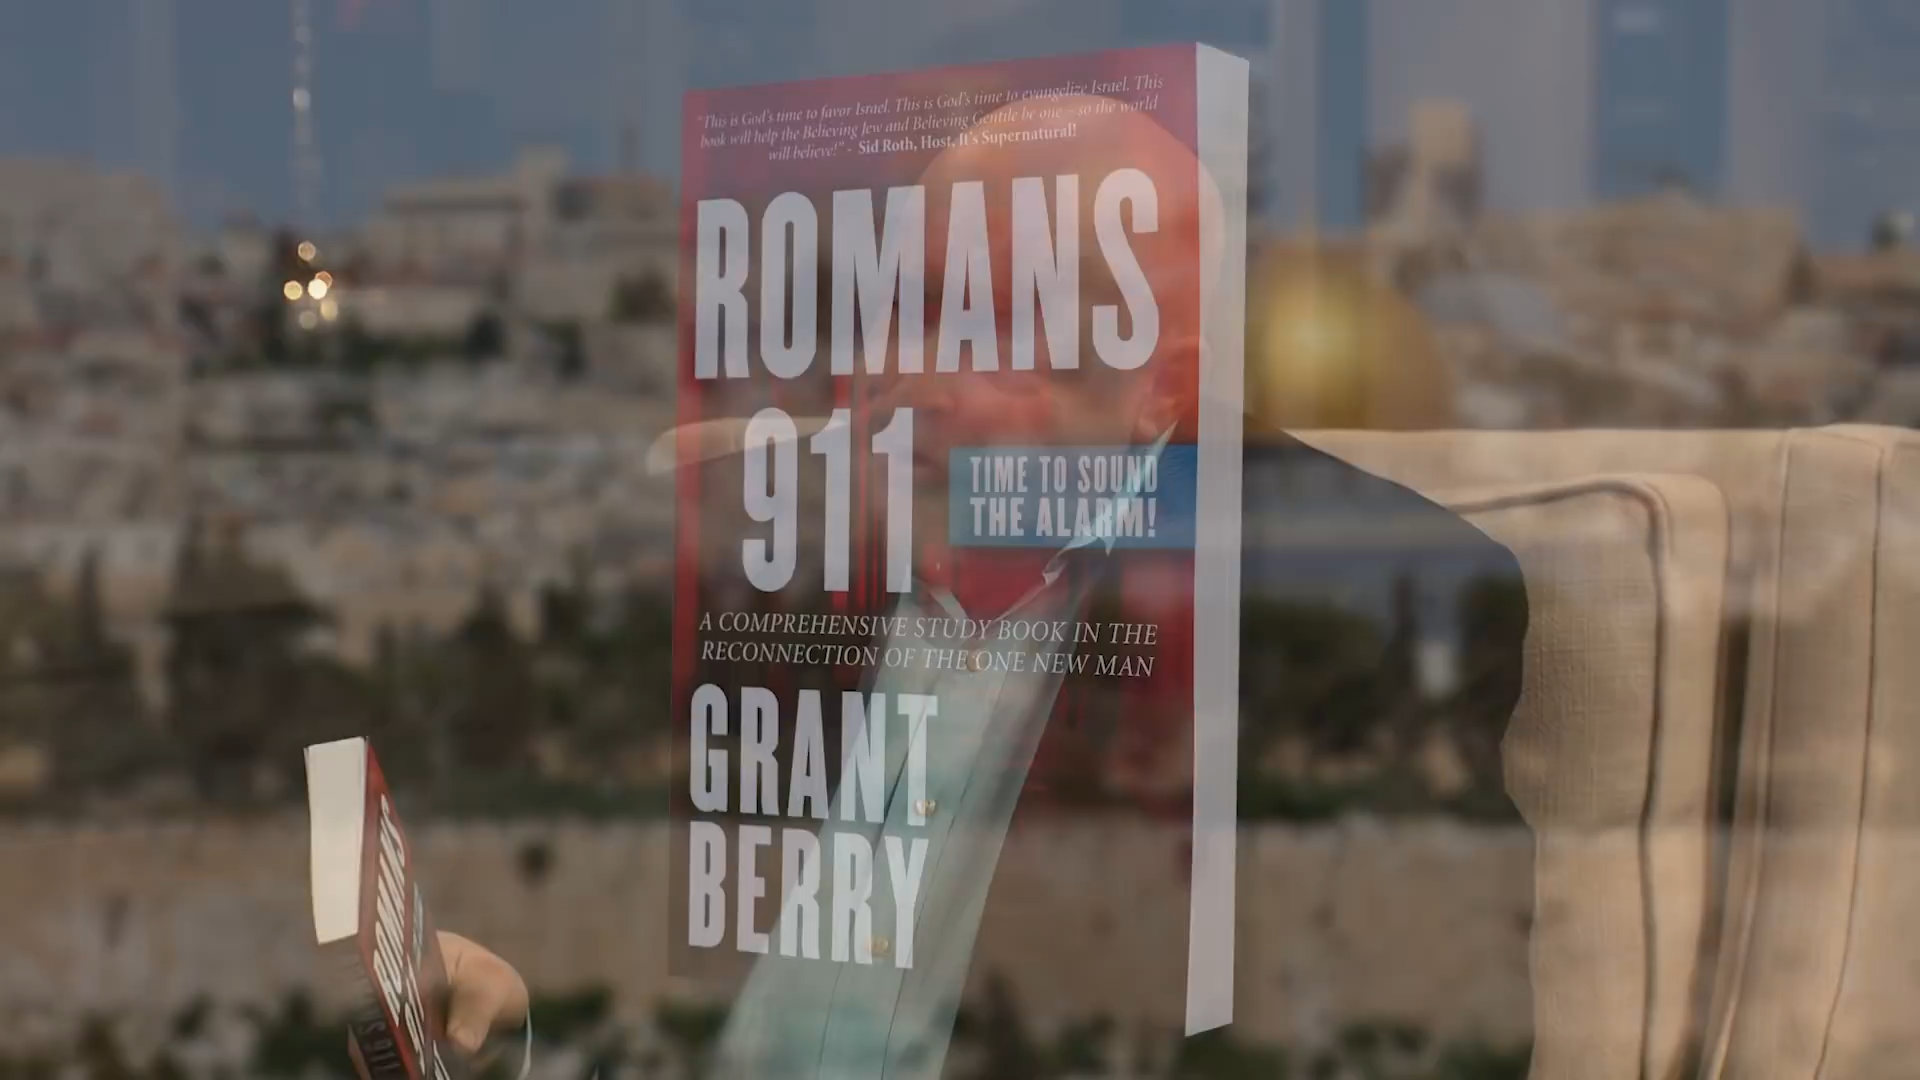 "This is God's time to favor Israel. This is God's time to evangelize Israel. This
book will help the Believing Jew and Believing Gentile be one - so the world
will believe!" - Sid Roth, Host, It's Supernatural!
ROMANS
911
TIME TO SOUND
THE ALARM!
A COMPREHENSIVE STUDY BOOK IN THE
RECONNECTION OF THE ONE NEW MAN
GRANT
BERRY
ROMANS